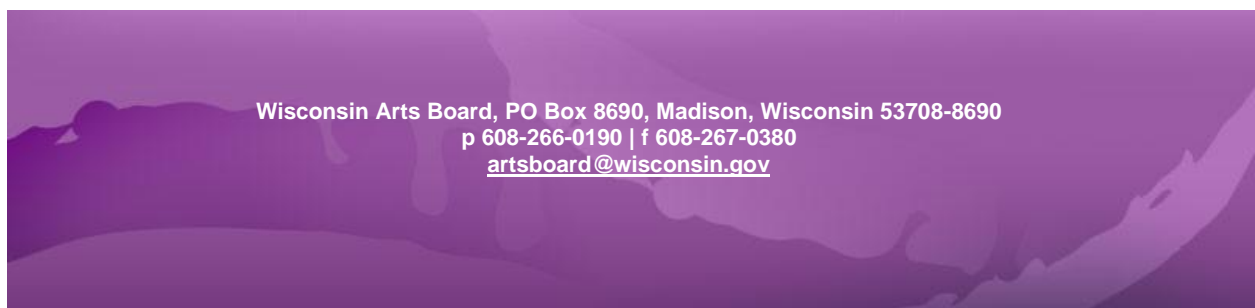 Wisconsin Arts Board, PO Box 8690, Madison, Wisconsin 53708-8690
p 608-266-0190 | f 608-267-0380
artsboard@wisconsin.gov